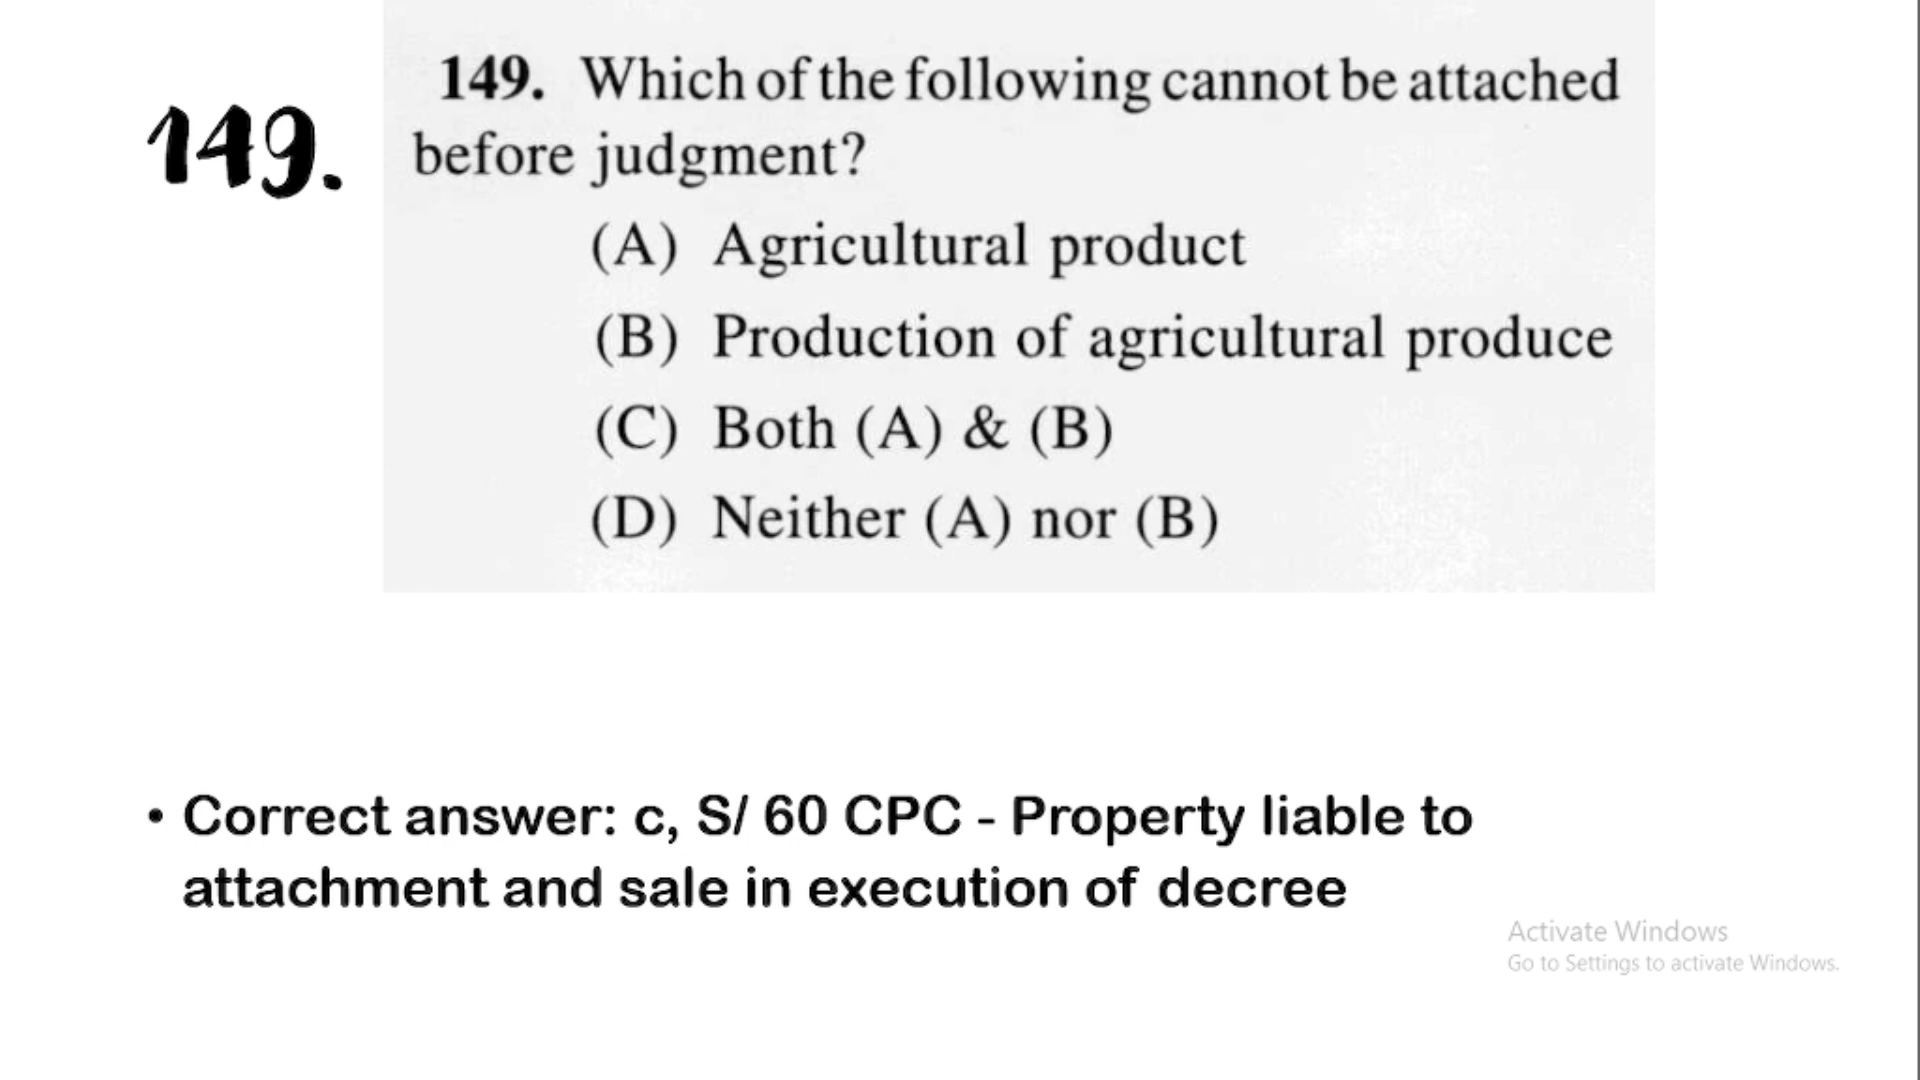 149.
149. Which of the following cannot be attached
before judgment?
(A) Agricultural product
(B) Production of agricultural produce
(C) Both (A) & (B)
(D) Neither (A) nor (B)
• Correct answer: c, S/ 60 CPC - Property liable to
attachment and sale in execution of decree
Activate Windows
Go to Settings to activate Windows.